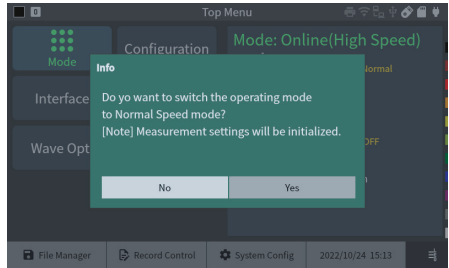 0
Top Menu
Mode
Configuration
Mode: Online(High Speed)
Info
Do yo want to switch the operating mode
to Normal Speed mode?
[Note] Measurement settings will be initialized.
No
Yes
Interface
Wave Opt
ormal
OFF
File Manager
Record Control
System Config
2022/10/24 15:13